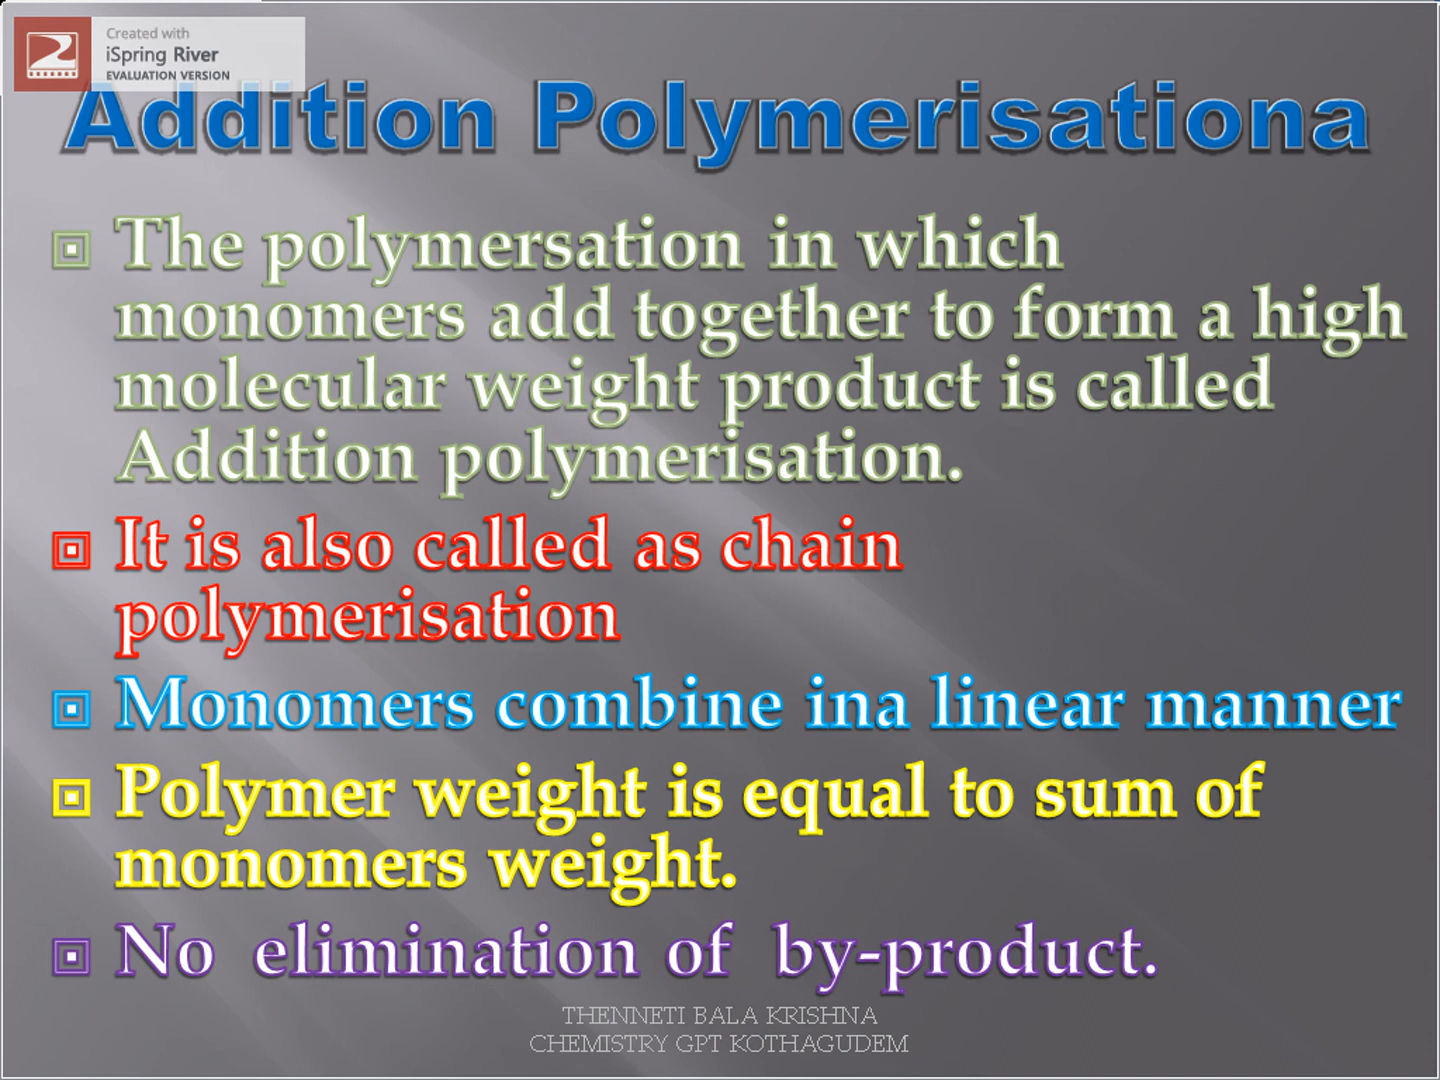 Created with
iSpring River
EVALUATION VERSION
Addition Polymerisationa
The polymersation in which
monomers add together to form a high
molecular weight product is called
Addition polymerisation.
It is also called as chain
polymerisation
Monomers combine ina linear manner
Polymer weight is equal to sum of
monomers weight.
No elimination of by-product.
THENNETI BALA KRISHNA
CHEMISTRY GPT KOTHAGUDEM